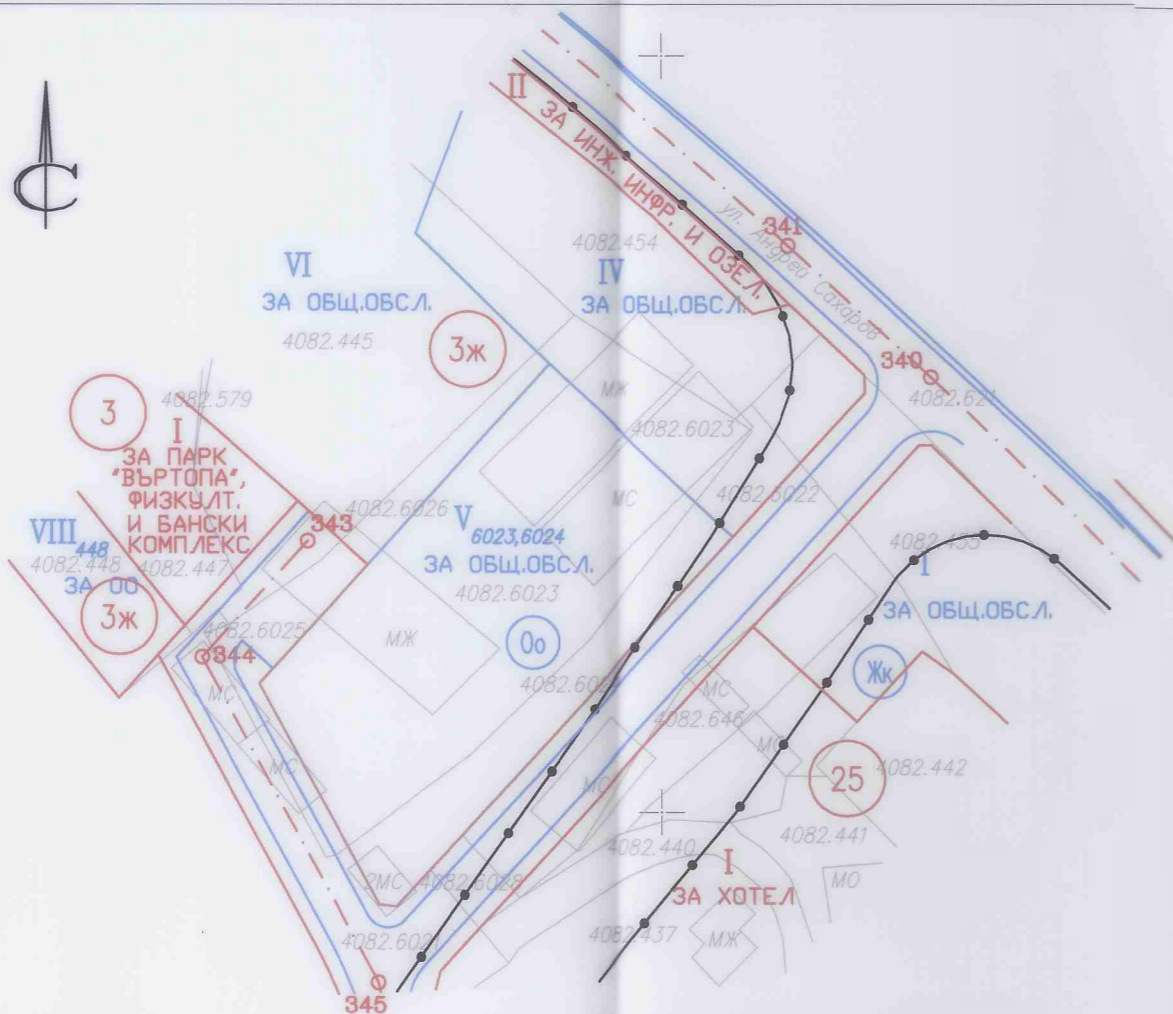 С
II ЗА ИНЖ. ИНФР. И ОЗЕЛ.
ул. Андрей Сахаров
341
340
4082.621
4082.454
IV
ЗА ОБЩ.ОБСЛ.
VI
ЗА ОБЩ.ОБСЛ.
4082.445
3ж
3
4082.579
I
ЗА ПАРК
"ВЪРТОПА",
ФИЗКУЛТ.
И БАНСКИ
КОМПЛЕКС
МЖ
4082.6023
МС
4082.6022
4082.6026
343
V 6023,6024
ЗА ОБЩ.ОБСЛ.
4082.6023
Оо
VIII 448
4082.448
4082.447
ЗА ОО
3ж
4082.6025
344
МС
МС
МЖ
4082.455
I
ЗА ОБЩ.ОБСЛ.
Жк
МС
4082.646
МС
МС
25
4082.442
4082.441
4082.440
I
ЗА ХОТЕЛ
МО
2МС
4082.6028
4082.6021
4082.437
МЖ
345